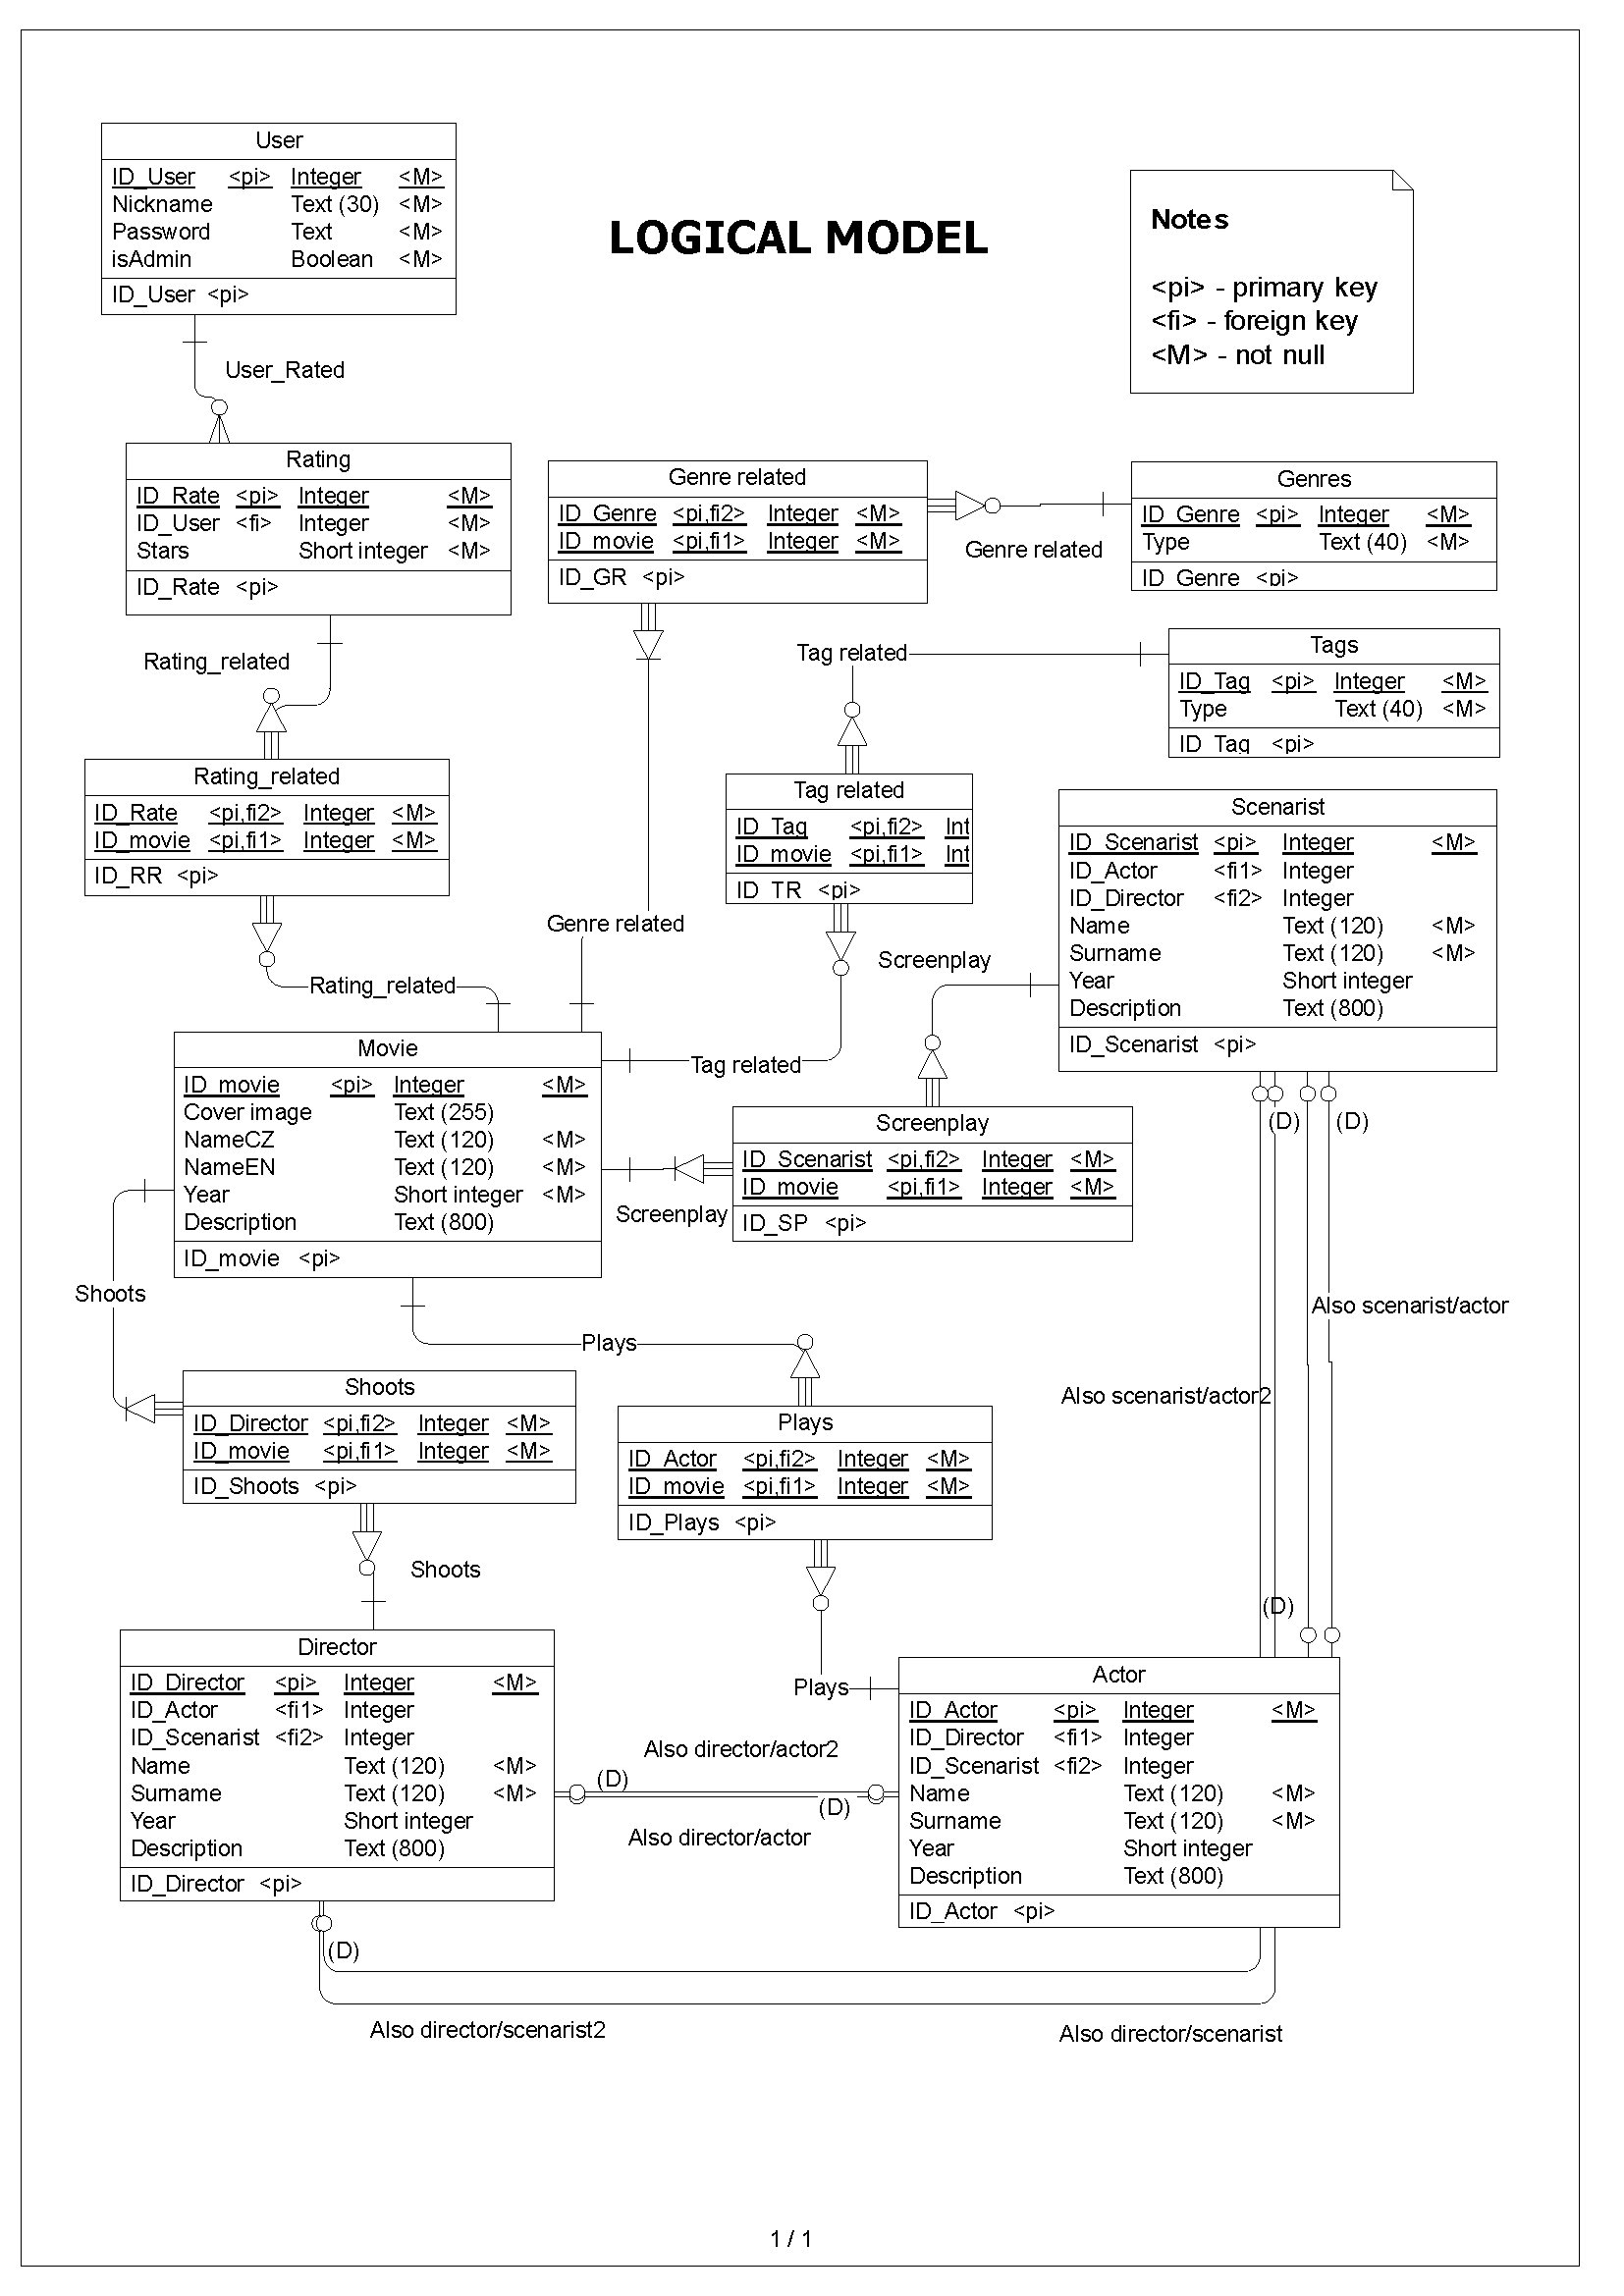 User
ID_User <pi> Integer <M>
Nickname Text (30) <M>
Password Text <M>
isAdmin Boolean <M>
ID_User <pi>
LOGICAL MODEL
Notes
<pi> - primary key
<fi> - foreign key
<M> - not null
User_Rated
Rating
ID_Rate <pi> Integer <M>
ID_User <fi> Integer <M>
Stars Short integer <M>
ID_Rate <pi>
Genre related
ID_Genre <pi,fi2> Integer <M>
ID_movie <pi,fi1> Integer <M>
ID_GR <pi>
Genre related
Genres
ID_Genre <pi> Integer <M>
Type Text (40) <M>
ID_Genre <pi>
Rating_related
Tag related
Tags
ID_Tag <pi> Integer <M>
Type Text (40) <M>
ID_Tag <pi>
Rating_related
ID_Rate <pi,fi2> Integer <M>
ID_movie <pi,fi1> Integer <M>
ID_RR <pi>
Tag related
ID_Tag <pi,fi2> Int
ID_movie <pi,fi1> Int
ID_TR <pi>
Scenarist
ID_Scenarist <pi> Integer <M>
ID_Actor <fi1> Integer
ID_Director <fi2> Integer
Name Text (120) <M>
Surname Text (120) <M>
Year Short integer
Description Text (800)
ID_Scenarist <pi>
Genre related
Screenplay
Rating_related
Tag related
Movie
ID_movie <pi> Integer <M>
Cover image Text (255)
NameCZ Text (120) <M>
NameEN Text (120) <M>
Year Short integer <M>
Description Text (800)
ID_movie <pi>
Screenplay
ID_Scenarist <pi,fi2> Integer <M>
ID_movie <pi,fi1> Integer <M>
ID_SP <pi>
Screenplay
(D)
(D)
Shoots
Also scenarist/actor
Plays
Also scenarist/actor2
Shoots
ID_Director <pi,fi2> Integer <M>
ID_movie <pi,fi1> Integer <M>
ID_Shoots <pi>
Plays
ID_Actor <pi,fi2> Integer <M>
ID_movie <pi,fi1> Integer <M>
ID_Plays <pi>
Shoots
(D)
Director
ID_Director <pi> Integer <M>
ID_Actor <fi1> Integer
ID_Scenarist <fi2> Integer
Name Text (120) <M>
Surname Text (120) <M>
Year Short integer
Description Text (800)
ID_Director <pi>
Plays
Also director/actor2
(D)
(D)
Also director/actor
Actor
ID_Actor <pi> Integer <M>
ID_Director <fi1> Integer
ID_Scenarist <fi2> Integer
Name Text (120) <M>
Surname Text (120) <M>
Year Short integer
Description Text (800)
ID_Actor <pi>
(D)
Also director/scenarist2
Also director/scenarist
1 / 1